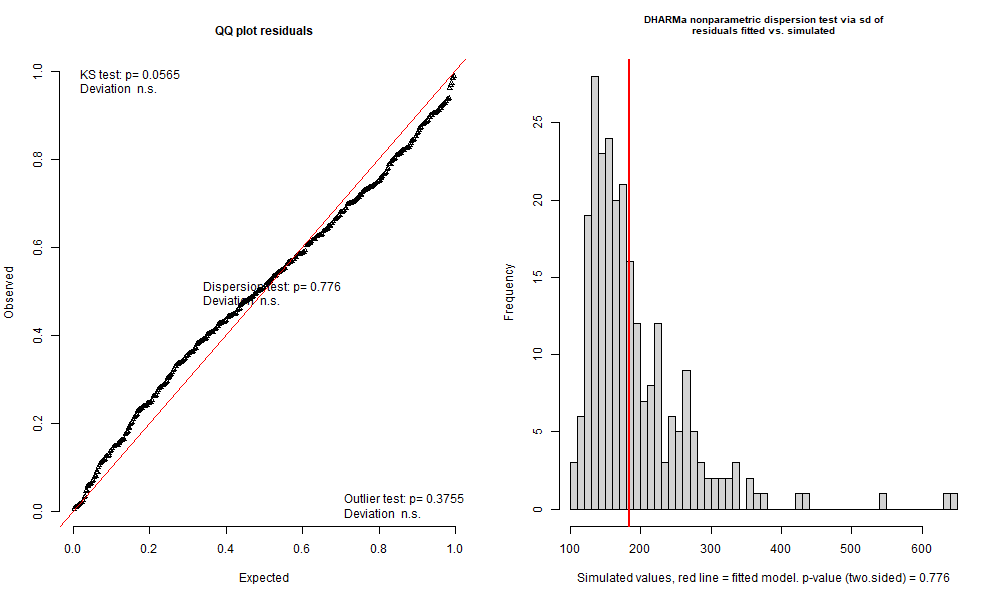 QQ plot residuals
KS test: p= 0.0565
Deviation n.s.
Dispersion test: p= 0.776
Deviation n.s.
Outlier test: p= 0.3755
Deviation n.s.
Observed
0.0 0.2 0.4 0.6 0.8 1.0
0.0 0.2 0.4 0.6 0.8 1.0
Expected
DHARMa nonparametric dispersion test via sd of
residuals fitted vs. simulated
Frequency
0 5 10 15 20 25
100 200 300 400 500 600
Simulated values, red line = fitted model. p-value (two.sided) = 0.776